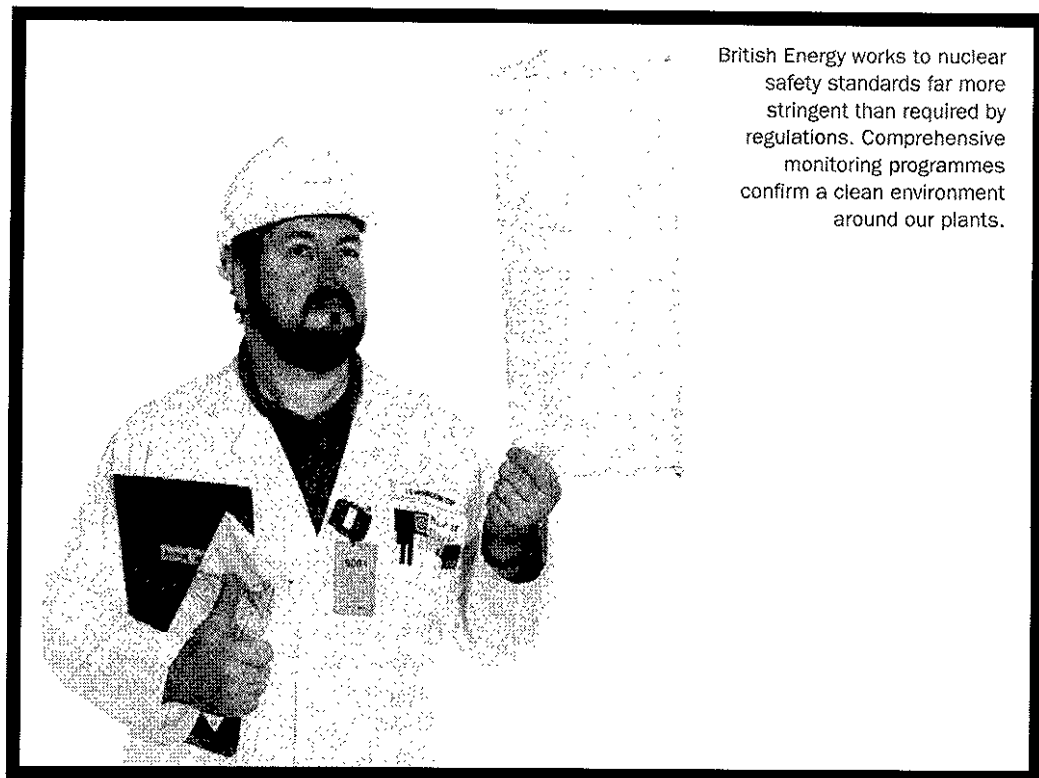 British Energy works to nuclear
safety standards far more
stringent than required by
regulations. Comprehensive
monitoring programmes
confirm a clean environment
around our plants.